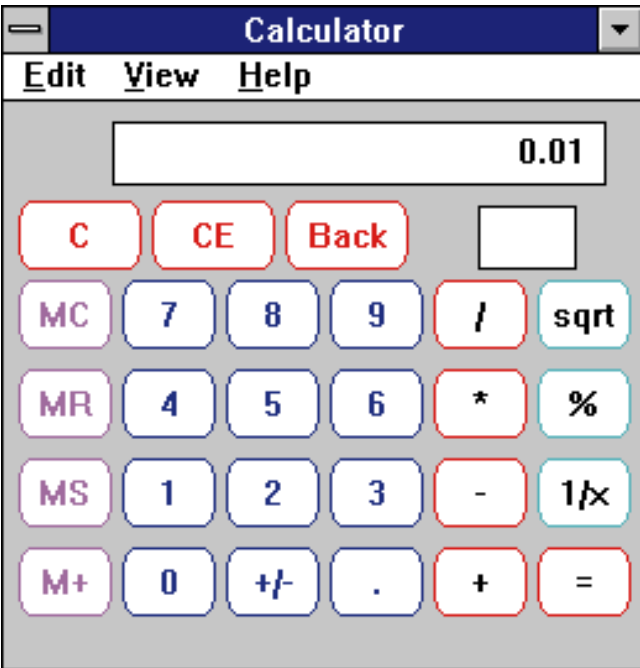 Calculator
Edit View Help
0.01
C CE Back
MC 7 8 9 / sqrt
MR 4 5 6 * %
MS 1 2 3 - 1/x
M+ 0 +/- . + =